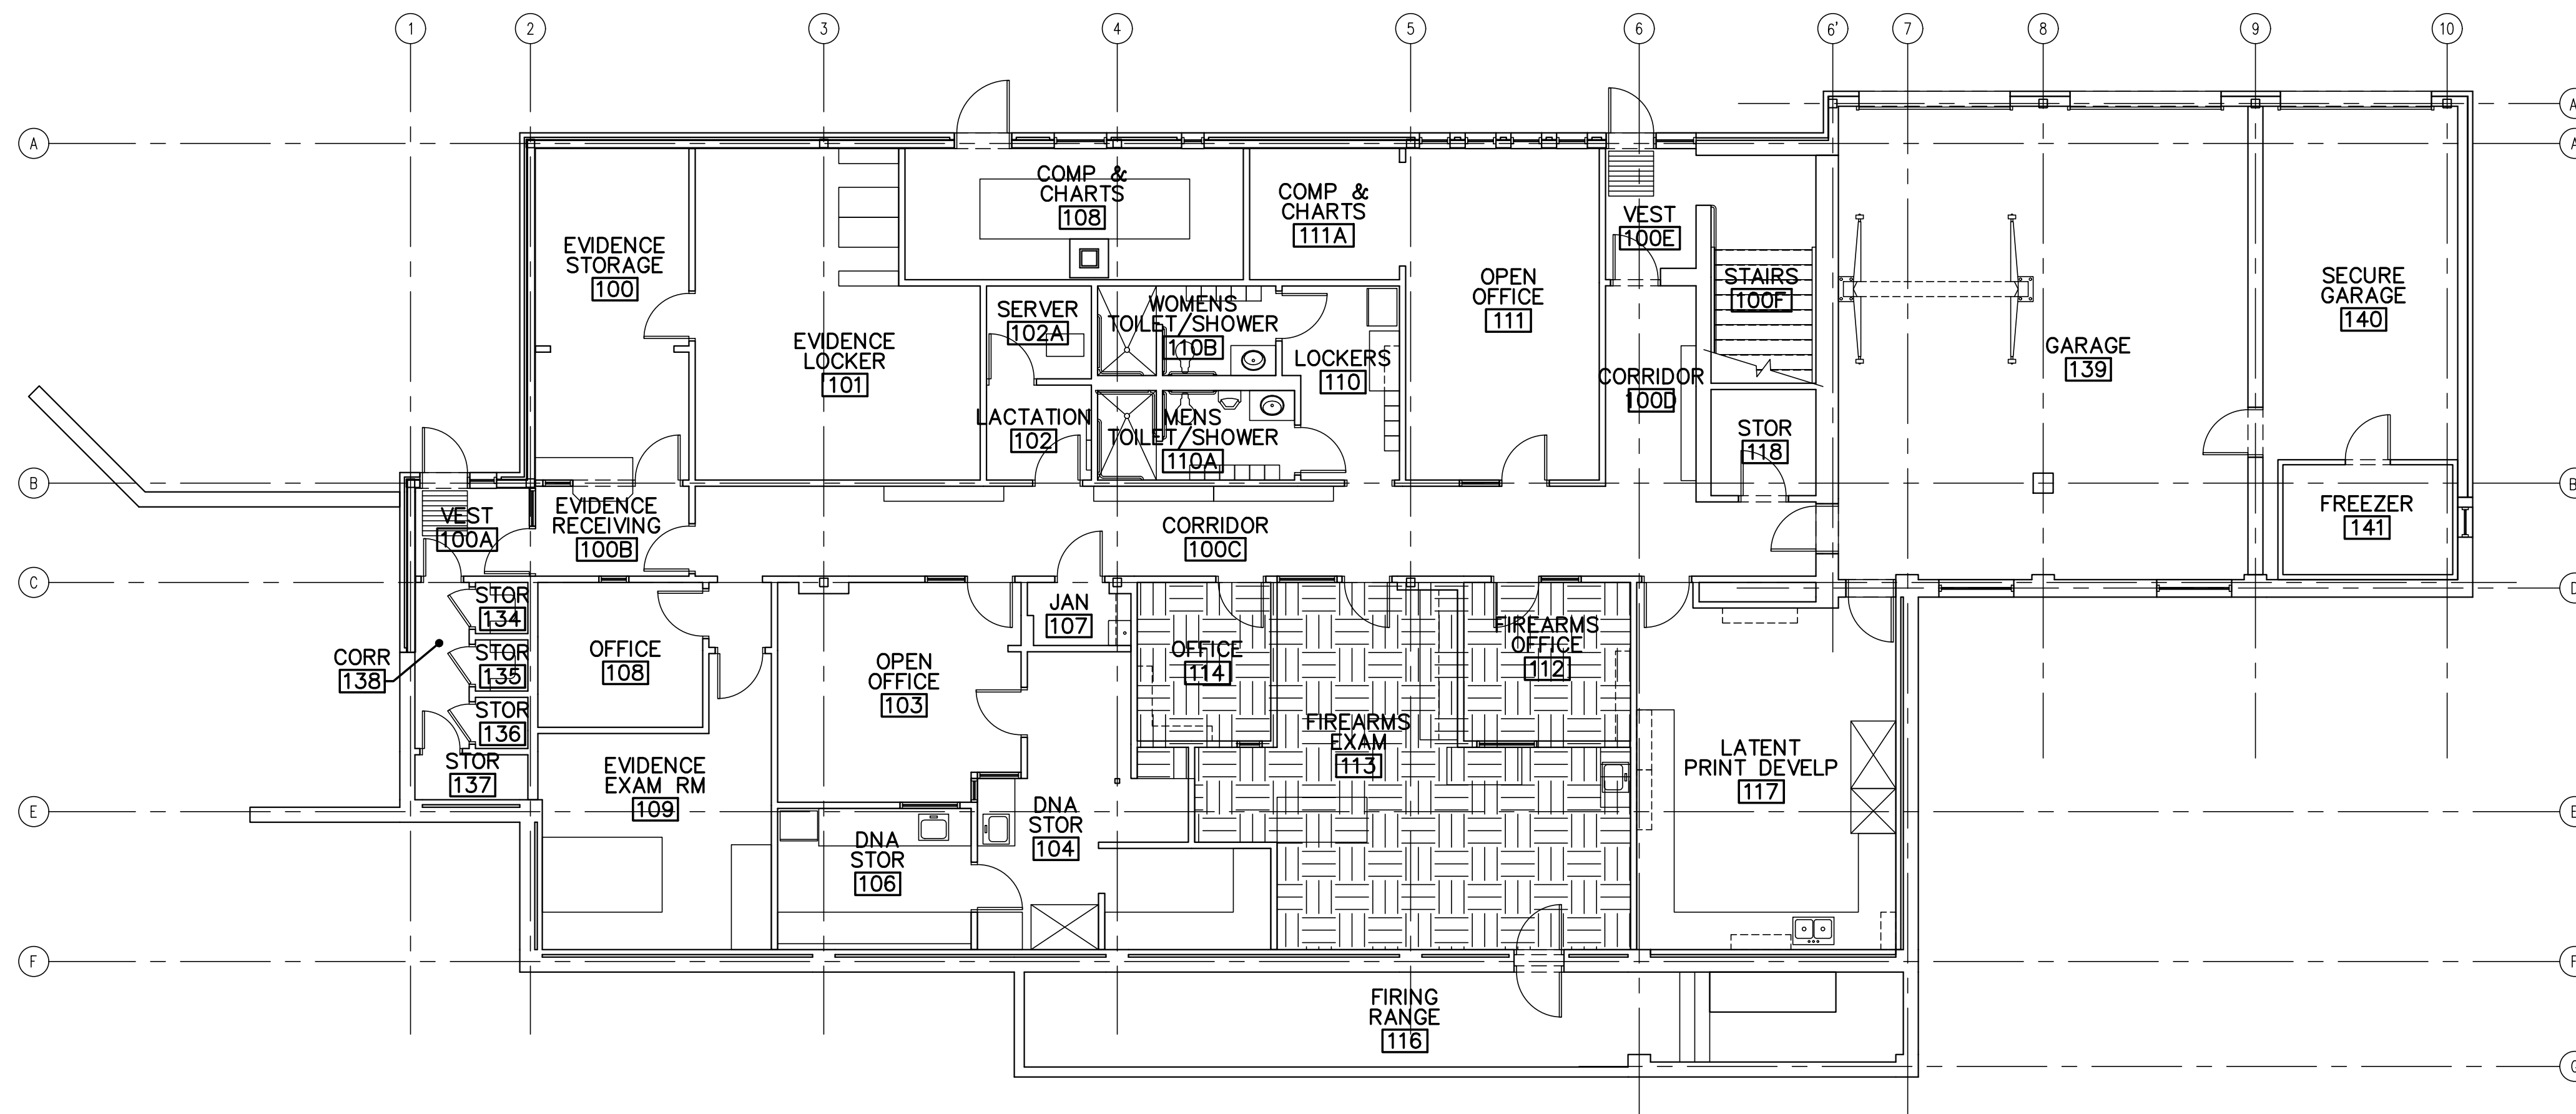 1 2 3 4 5 6 6' 7 8 9 10
A
A
A
A
COMP &
CHARTS
108
COMP &
CHARTS
111A
VEST
100E
EVIDENCE
STORAGE
100
OPEN
OFFICE
111
STAIRS
100F
SECURE
GARAGE
140
SERVER
102A
WOMENS
TOILET/SHOWER
110B
EVIDENCE
LOCKER
101
LOCKERS
110
GARAGE
139
CORRIDOR
100D
LACTATION
102
MENS
TOILET/SHOWER
110A
STOR
118
B
B
VEST
100A
EVIDENCE
RECEIVING
100B
CORRIDOR
100C
FREEZER
141
C
D
STOR
134
JAN
107
CORR
138
STOR
135
OFFICE
108
OPEN
OFFICE
103
OFFICE
114
FIREARMS
OFFICE
112
STOR
136
STOR
137
FIREARMS
EXAM
113
EVIDENCE
EXAM RM
109
LATENT
PRINT DEVELP
117
E
E
DNA
STOR
104
DNA
STOR
106
F
F
FIRING
RANGE
116
G